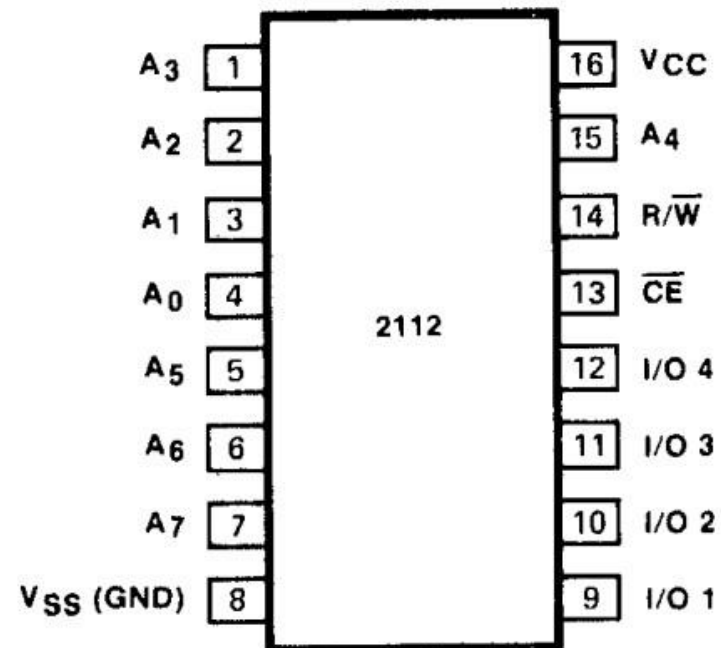 A3 1 16 VCC
A2 2 15 A4
A1 3 14 R/W̅
A0 4 13 C̅E̅
2112
A5 5 12 I/O 4
A6 6 11 I/O 3
A7 7 10 I/O 2
VSS (GND) 8 9 I/O 1